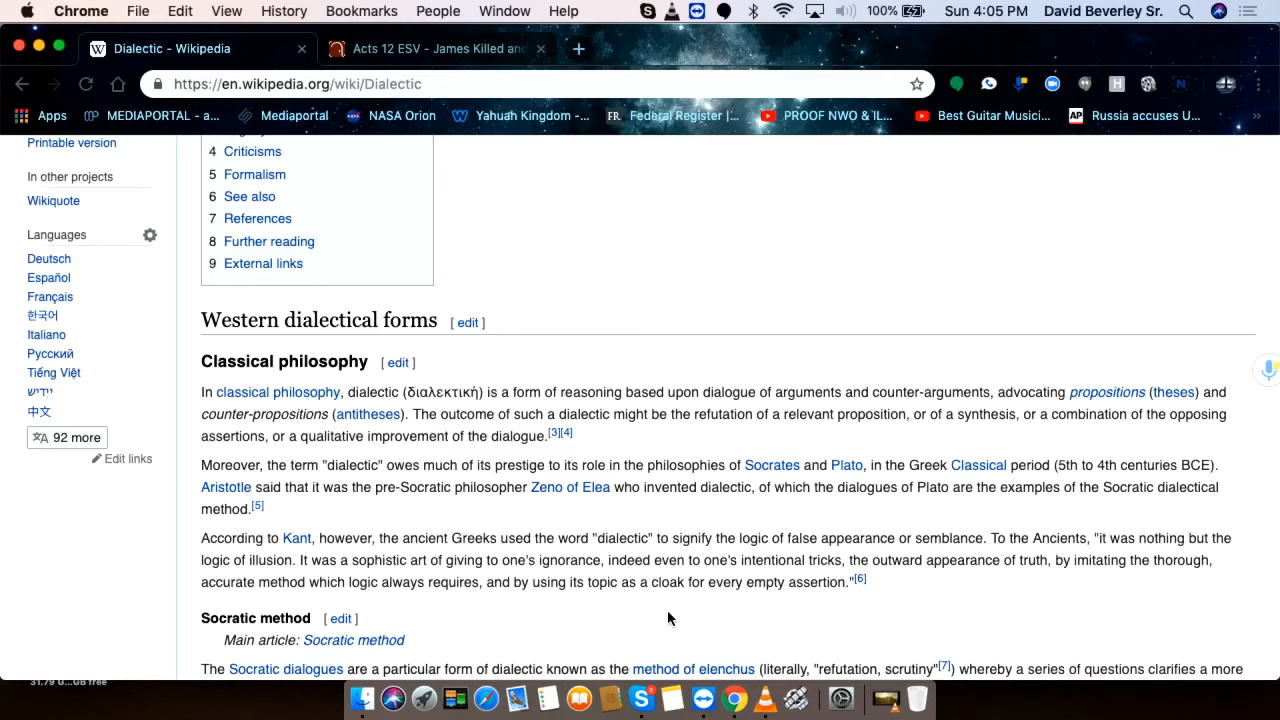 Chrome File Edit View History Bookmarks People Window Help 100% Sun 4:05 PM David Beverley Sr.
Dialectic - Wikipedia Acts 12 ESV - James Killed and
https://en.wikipedia.org/wiki/Dialectic
Apps MEDIAPORTAL - a... Mediaportal NASA Orion Yahuah Kingdom -... Federal Register |... PROOF NWO & IL... Best Guitar Musici... Russia accuses U...
Printable version
In other projects
Wikiquote
Languages
Deutsch
Español
Français
한국어
Italiano
Русский
Tiếng Việt
ייִדיש
中文
92 more
Edit links
4 Criticisms
5 Formalism
6 See also
7 References
8 Further reading
9 External links
Western dialectical forms [ edit ]
Classical philosophy [ edit ]
In classical philosophy, dialectic (διαλεκτική) is a form of reasoning based upon dialogue of arguments and counter-arguments, advocating propositions (theses) and
counter-propositions (antitheses). The outcome of such a dialectic might be the refutation of a relevant proposition, or of a synthesis, or a combination of the opposing
assertions, or a qualitative improvement of the dialogue.[3][4]
Moreover, the term "dialectic" owes much of its prestige to its role in the philosophies of Socrates and Plato, in the Greek Classical period (5th to 4th centuries BCE).
Aristotle said that it was the pre-Socratic philosopher Zeno of Elea who invented dialectic, of which the dialogues of Plato are the examples of the Socratic dialectical
method.[5]
According to Kant, however, the ancient Greeks used the word "dialectic" to signify the logic of false appearance or semblance. To the Ancients, "it was nothing but the
logic of illusion. It was a sophistic art of giving to one's ignorance, indeed even to one's intentional tricks, the outward appearance of truth, by imitating the thorough,
accurate method which logic always requires, and by using its topic as a cloak for every empty assertion."[6]
Socratic method [ edit ]
Main article: Socratic method
The Socratic dialogues are a particular form of dialectic known as the method of elenchus (literally, "refutation, scrutiny"[7]) whereby a series of questions clarifies a more